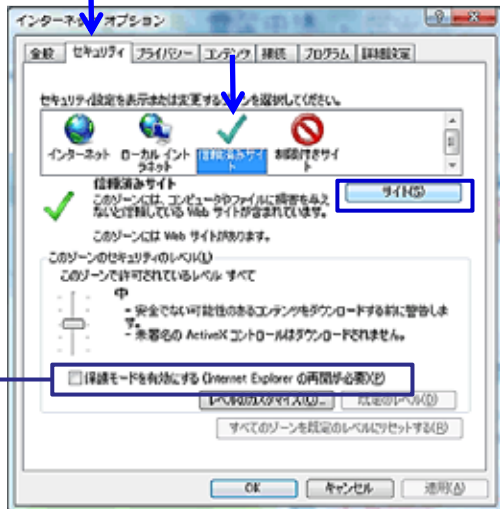 インターネット オプション
全般 セキュリティ プライバシー コンテンツ 接続 プログラム 詳細設定
セキュリティ設定を表示または変更するゾーンを選択してください。
インターネット ローカル イントラネット 信頼済みサイト 制限付きサイト
信頼済みサイト
サイト(S)
このゾーンには、コンピュータやファイルに損害を与え
ないと信頼している Web サイトが含まれています。
このゾーンには Web サイトがあります。
このゾーンのセキュリティのレベル(L)
このゾーンで許可されているレベル すべて
中
- 安全でない可能性のあるコンテンツをダウンロードする前に警告しま
す。
- 未署名の ActiveX コントロールはダウンロードされません。
保護モードを有効にする (Internet Explorer の再開が必要)(P)
レベルのカスタマイズ(C)... 既定のレベル(D)
すべてのゾーンを既定のレベルにリセットする(R)
OK キャンセル 適用(A)